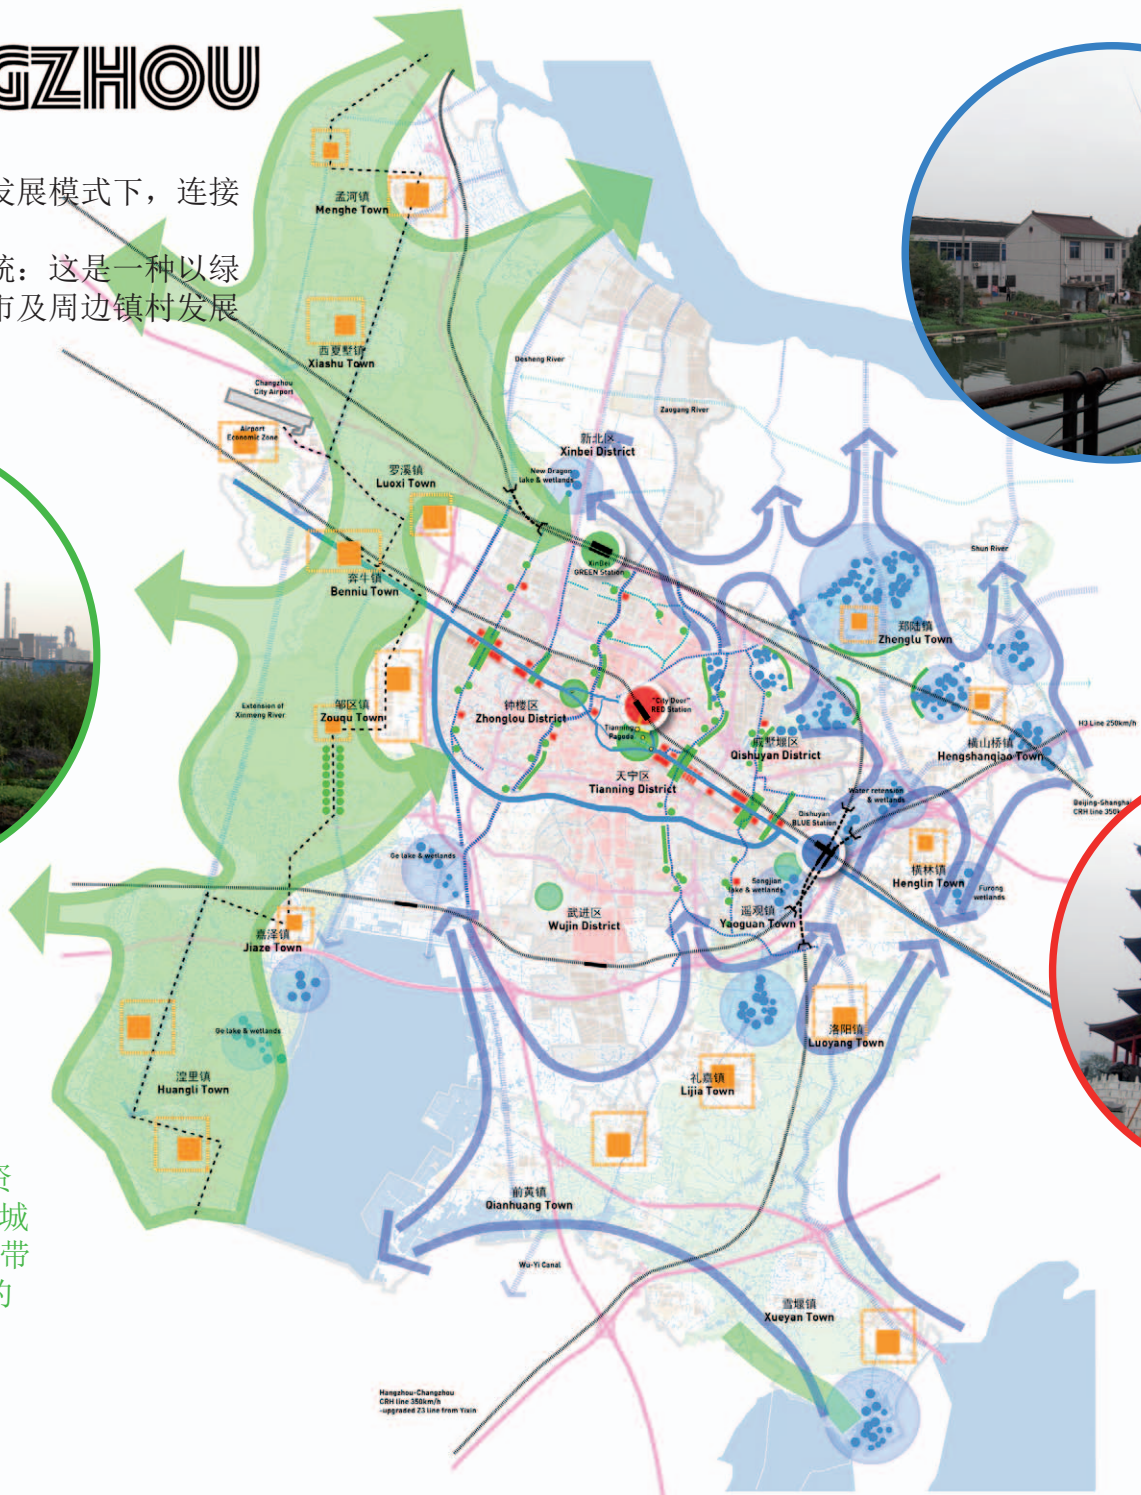 GZHOU
发展模式下，连接
统：这是一种以绿
市及周边镇村发展
孟河镇
Menghe Town
西夏墅镇
Xiashu Town
Changzhou
City Airport
Airport
Economic Zone
罗溪镇
Luoxi Town
奔牛镇
Benniu Town
Desheng River
Zaogang River
新北区
Xinbei District
New Dragon
lake & wetlands
XinBei
GREEN Station
Shun River
郑陆镇
Zhenglu Town
Extension of
Xinmeng River
邹区镇
Zouqu Town
钟楼区
Zhonglou District
"City Door"
RED Station
Tianning
Pagoda
天宁区
Tianning District
戚墅堰区
Qishuyan District
H3 Line 250km/h
横山桥镇
Hengshanqiao Town
Water retension
& wetlands
Qishuyan
BLUE Station
Beijing-Shanghai
CRH line 350k
Go lake & wetlands
Songjian
lake & wetlands
横林镇
Henglin Town
Furong
wetlands
武进区
Wujin District
遥观镇
Yaoguan Town
嘉泽镇
Jiaze Town
Go lake & wetlands
洛阳镇
Luoyang Town
湟里镇
Huangli Town
礼嘉镇
Lijia Town
资
城
带
的
前黄镇
Qianhuang Town
Wu-Yi Canal
雪堰镇
Xueyan Town
Hangzhou-Changzhou
CRH line 350km/h
-upgraded Z3 line from Yixin